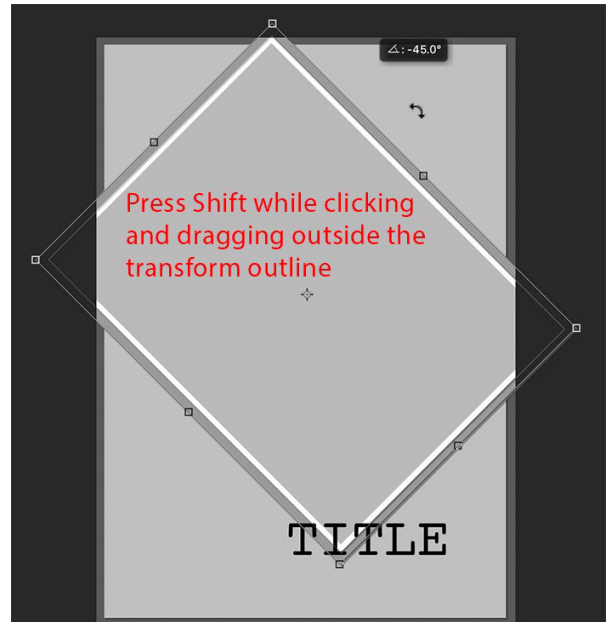 ∠: -45.0°
Press Shift while clicking
and dragging outside the
transform outline
TITLE